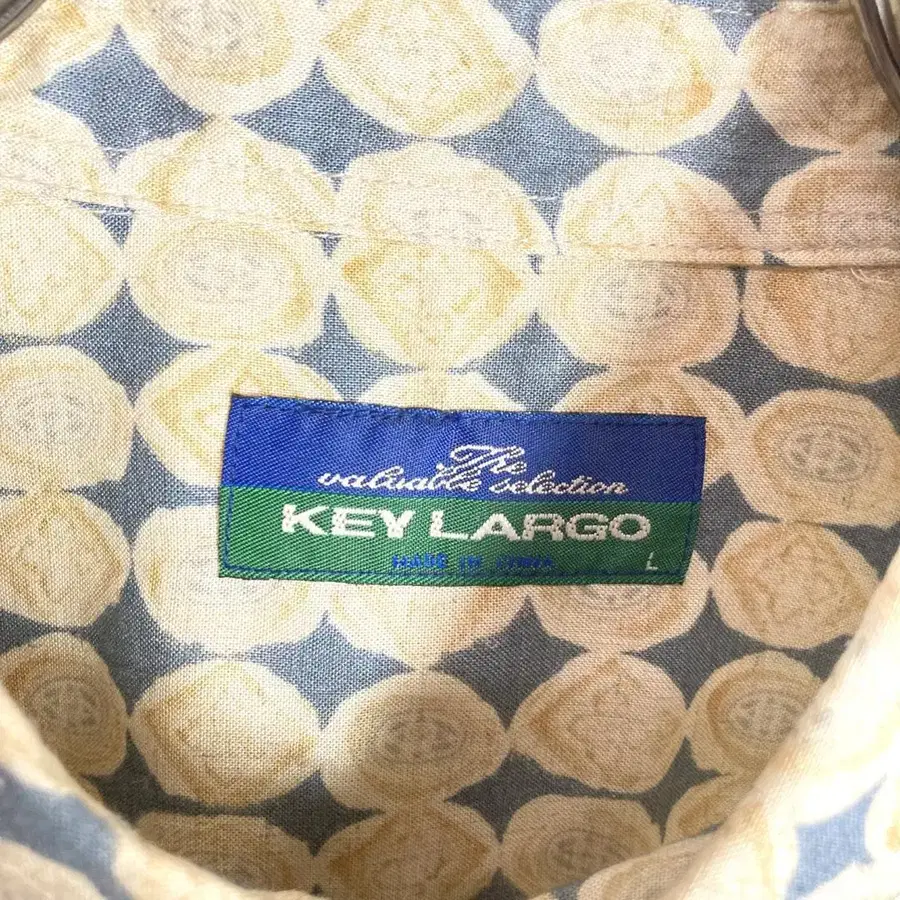 The
valuable selection
KEY LARGO
MADE IN CHINA
L